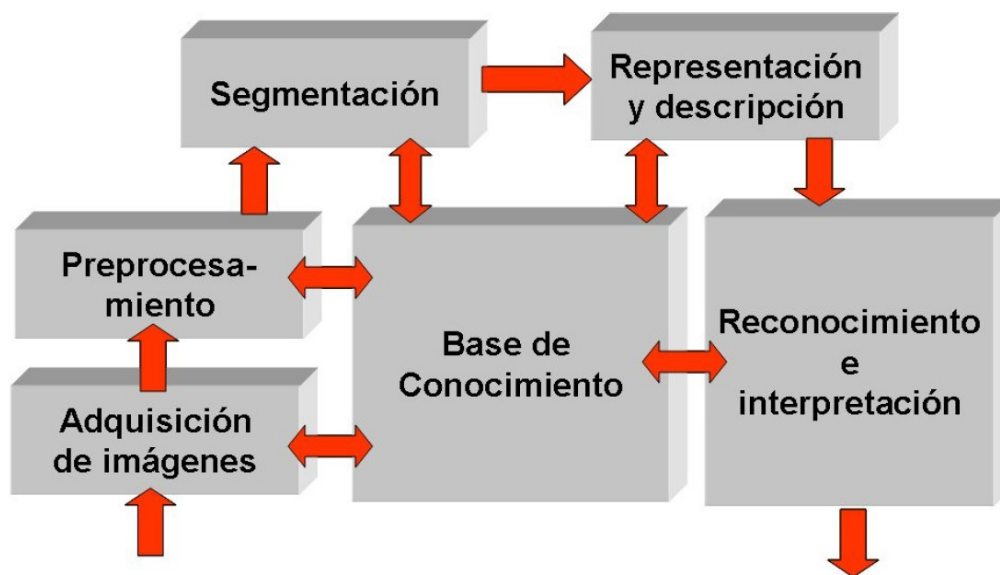 Segmentación
Representación
y descripción
Preprocesa-
miento
Base de
Conocimiento
Reconocimiento
e
interpretación
Adquisición
de imágenes